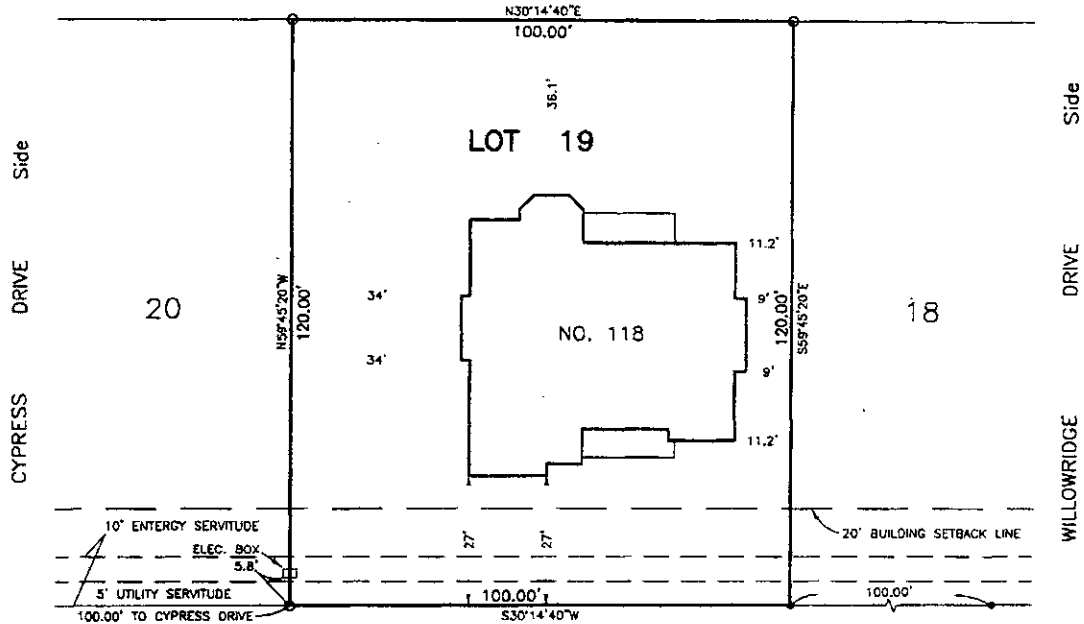 N30°14'40"E
100.00'
36.1'
LOT 19
Side
DRIVE
CYPRESS
Side
DRIVE
WILLOWRIDGE
20
N59°45'20"W
120.00'
34'
34'
NO. 118
11.2'
9'
9'
11.2'
120.00'
S59°45'20"E
18
10' ENTERGY SERVITUDE
ELEC. BOX
5.8'
5' UTILITY SERVITUDE
100.00' TO CYPRESS DRIVE
27'
27'
20' BUILDING SETBACK LINE
100.00'
S30°14'40"W
100.00'